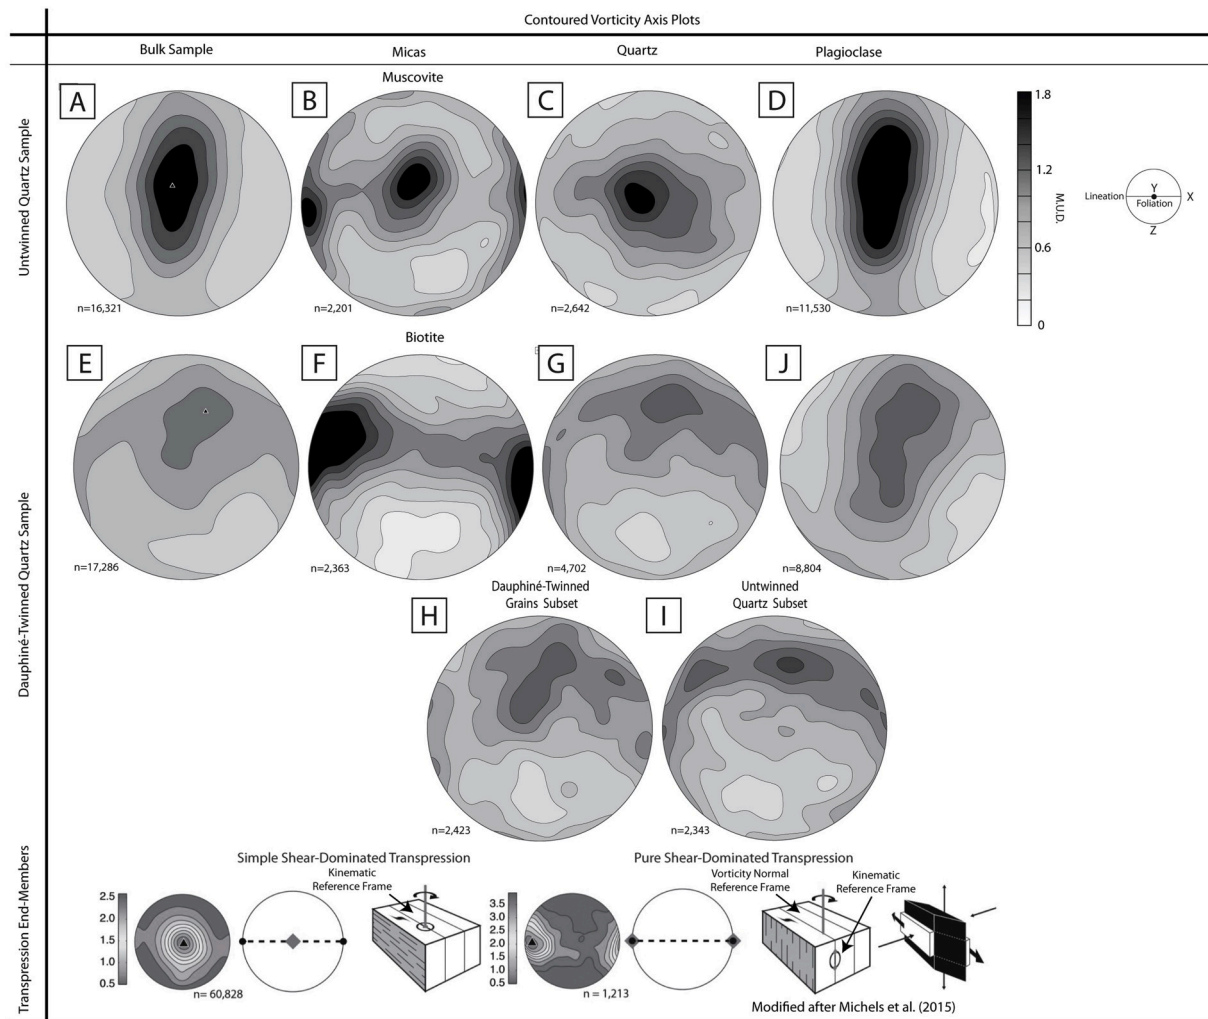 Contoured Vorticity Axis Plots
Bulk Sample
Micas
Quartz
Plagioclase
Untwinned Quartz Sample
Muscovite
A
B
C
D
n=16,321
n=2,201
n=2,642
n=11,530
1.8
1.2
0.6
0
M.U.D.
Lineation
Y
X
Foliation
Z
Dauphiné-Twinned Quartz Sample
Biotite
E
F
G
J
n=17,286
n=2,363
n=4,702
n=8,804
Dauphiné-Twinned
Grains Subset
Untwinned
Quartz Subset
H
I
n=2,423
n=2,343
Transpression End-Members
Simple Shear-Dominated Transpression
Kinematic
Reference Frame
2.5
1.5
1.0
0.5
n= 60,828
Pure Shear-Dominated Transpression
Vorticity Normal
Reference Frame
Kinematic
Reference Frame
3.5
3.0
2.5
2.0
1.5
1.0
0.5
n = 1,213
Modified after Michels et al. (2015)